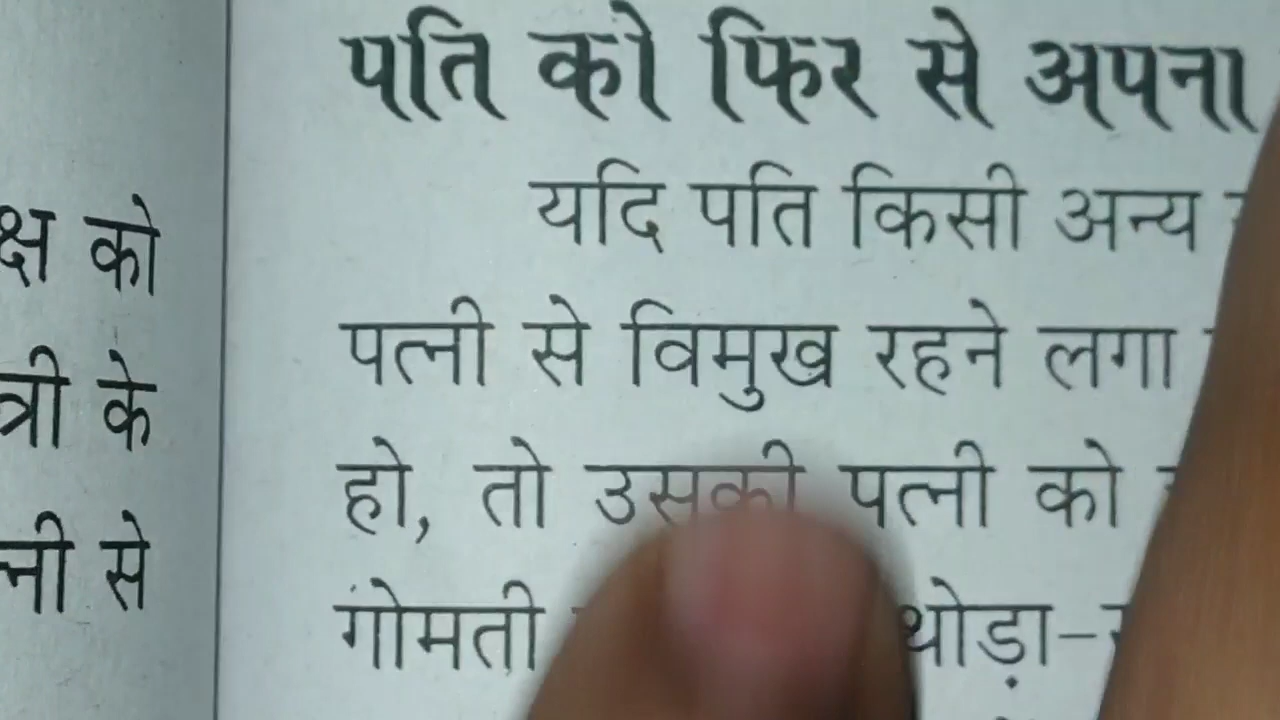 क्ष को
त्री के
नी से
पति को फिर से अपना
यदि पति किसी अन्य
पत्नी से विमुख रहने लगा
हो, तो उसकी पत्नी को
गोमती
थोड़ा-